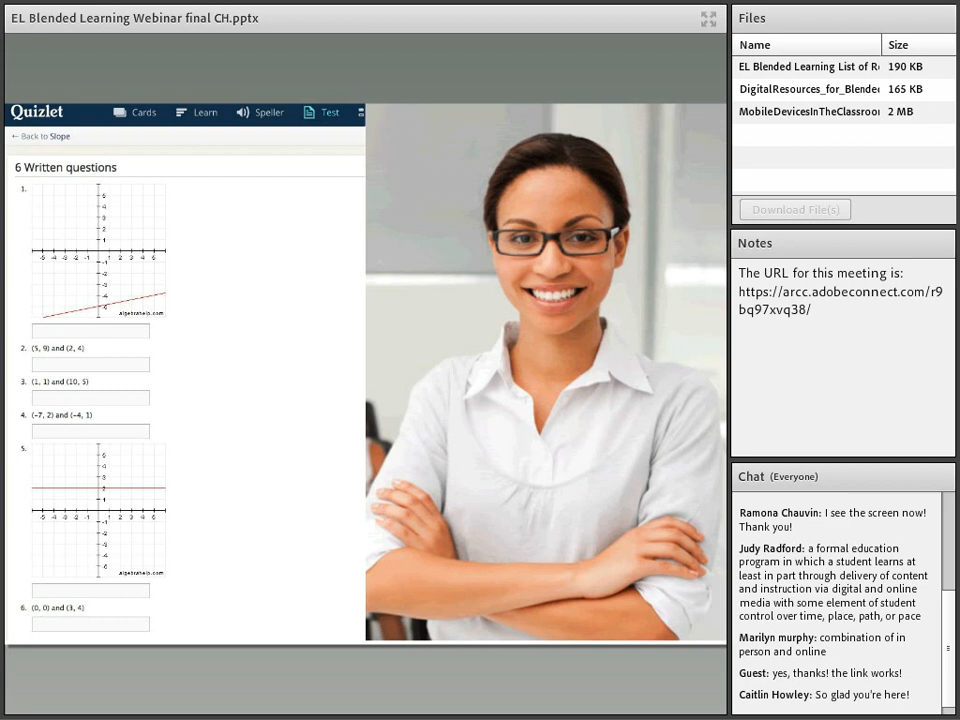 EL Blended Learning Webinar final CH.pptx
Quizlet Cards Learn Speller Test
← Back to Slope
6 Written questions
1.
algebrahelp.com
2. (5, 9) and (2, 4)
3. (1, 1) and (10, 5)
4. (-7, 2) and (-4, 1)
5.
algebrahelp.com
6. (0, 0) and (3, 4)
Files
Name Size
EL Blended Learning List of 190 KB
DigitalResources_for_Blended 165 KB
MobileDevicesInTheClassroom 2 MB
Download File(s)
Notes
The URL for this meeting is:
https://arcc.adobeconnect.com/r9
bq97xvq38/
Chat (Everyone)
Ramona Chauvin: I see the screen now!
Thank you!
Judy Radford: a formal education
program in which a student learns at
least in part through delivery of content
and instruction via digital and online
media with some element of student
control over time, place, path, or pace
Marilyn murphy: combination of in
person and online
Guest: yes, thanks! the link works!
Caitlin Howley: So glad you're here!